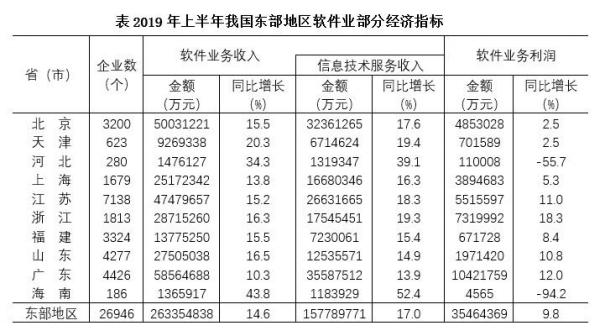 表 2019 年上半年我国东部地区软件业部分经济指标
省（市） 企业数（个） 软件业务收入 软件业务利润
信息技术服务收入
金额（万元） 同比增长（%） 金额（万元） 同比增长（%） 金额（万元） 同比增长（%）
北 京 3200 50031221 15.5 32361265 17.6 4853028 2.5
天 津 623 9269338 20.3 6714624 19.4 701589 2.5
河 北 280 1476127 34.3 1319347 39.1 110008 -55.7
上 海 1679 25172342 13.8 16680346 16.3 3894683 5.3
江 苏 7138 47479657 15.2 26631665 18.3 5515597 11.0
浙 江 1813 28715260 16.3 17545451 19.3 7319992 18.3
福 建 3324 13775250 15.5 7230061 15.4 671728 8.4
山 东 4277 27505038 16.5 12535571 14.9 1971420 10.8
广 东 4426 58564688 10.3 35587512 13.9 10421759 12.0
海 南 186 1365917 43.8 1183929 52.4 4565 -94.2
东部地区 26946 263354838 14.6 157789771 17.0 35464369 9.8